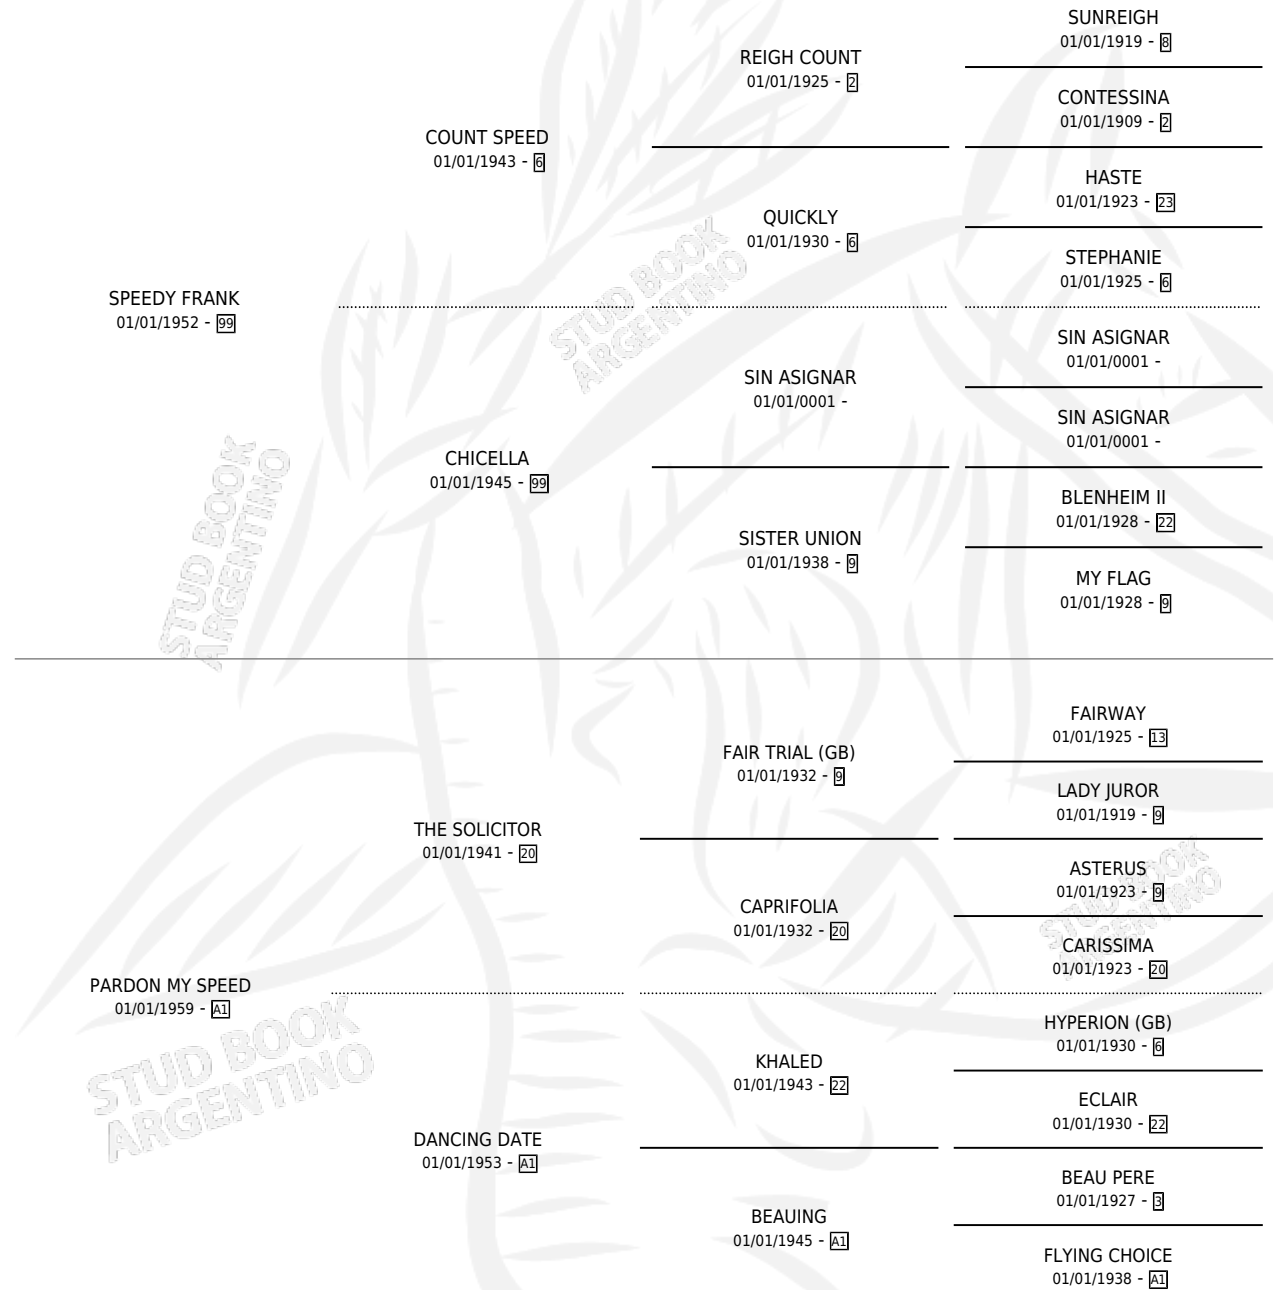 SUNREIGH
01/01/1919 - 8
REIGH COUNT
01/01/1925 - 2
CONTESSINA
01/01/1909 - 2
COUNT SPEED
01/01/1943 - 6
HASTE
01/01/1923 - 23
QUICKLY
01/01/1930 - 6
STEPHANIE
01/01/1925 - 6
SPEEDY FRANK
01/01/1952 - 99
SIN ASIGNAR
01/01/0001 -
SIN ASIGNAR
01/01/0001 -
SIN ASIGNAR
01/01/0001 -
CHICELLA
01/01/1945 - 99
BLENHEIM II
01/01/1928 - 22
SISTER UNION
01/01/1938 - 9
MY FLAG
01/01/1928 - 9
STUD BOOK
ARGENTINO
STUD BOOK
ARGENTINO
FAIRWAY
01/01/1925 - 13
FAIR TRIAL (GB)
01/01/1932 - 9
LADY JUROR
01/01/1919 - 9
THE SOLICITOR
01/01/1941 - 20
ASTERUS
01/01/1923 - 9
CAPRIFOLIA
01/01/1932 - 20
CARISSIMA
01/01/1923 - 20
STUD BOOK
ARGENTINO
PARDON MY SPEED
01/01/1959 - A1
HYPERION (GB)
01/01/1930 - 6
KHALED
01/01/1943 - 22
ECLAIR
01/01/1930 - 22
DANCING DATE
01/01/1953 - A1
BEAU PERE
01/01/1927 - 3
BEAUING
01/01/1945 - A1
FLYING CHOICE
01/01/1938 - A1
STUD BOOK
ARGENTINO